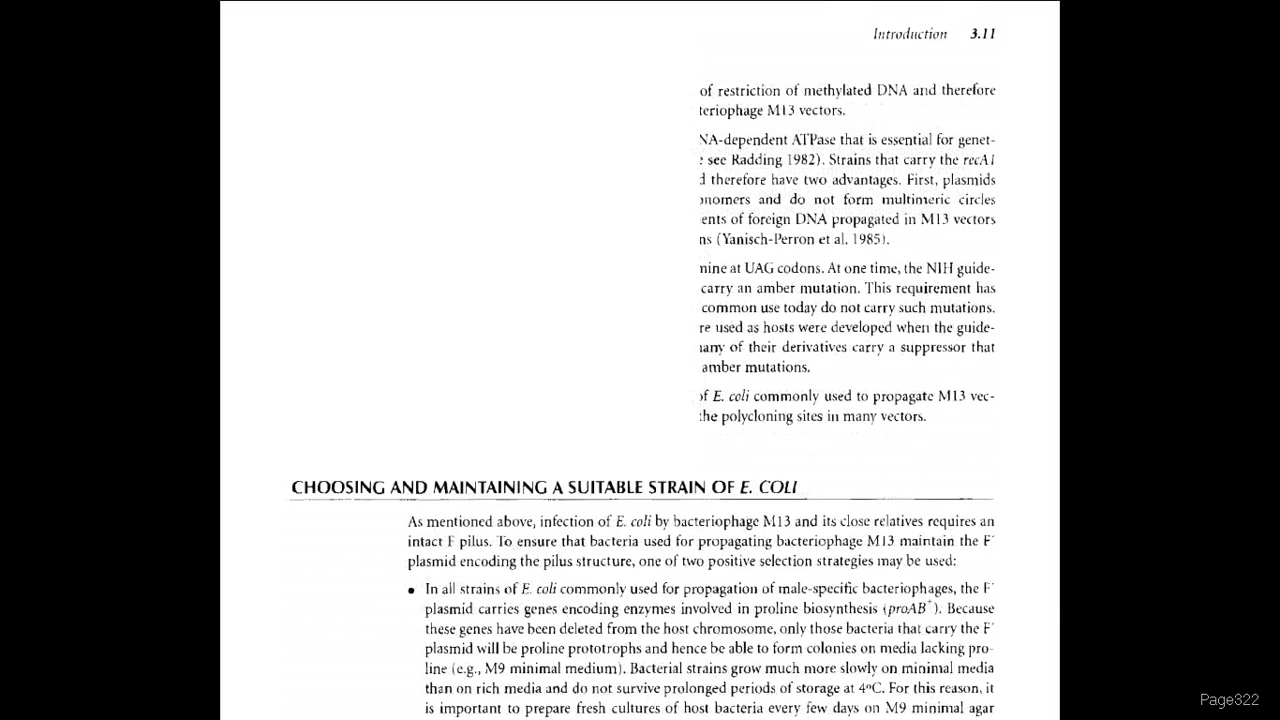 Introduction 3.11
of restriction of methylated DNA and therefore
teriophage M13 vectors.
NA-dependent ATPase that is essential for genet-
see Radding 1982). Strains that carry the recA1
d therefore have two advantages. First, plasmids
nomers and do not form multimeric circles
ents of foreign DNA propagated in M13 vectors
ns (Yanisch-Perron et al. 1985).
nine at UAG codons. At one time, the NIH guide-
carry an amber mutation. This requirement has
common use today do not carry such mutations.
re used as hosts were developed when the guide-
any of their derivatives carry a suppressor that
amber mutations.
of E. coli commonly used to propagate M13 vec-
the polycloning sites in many vectors.
CHOOSING AND MAINTAINING A SUITABLE STRAIN OF E. COLI
As mentioned above, infection of E. coli by bacteriophage M13 and its close relatives requires an
intact F pilus. To ensure that bacteria used for propagating bacteriophage M13 maintain the F′
plasmid encoding the pilus structure, one of two positive selection strategies may be used:
• In all strains of E. coli commonly used for propagation of male-specific bacteriophages, the F′
plasmid carries genes encoding enzymes involved in proline biosynthesis (proAB⁺). Because
these genes have been deleted from the host chromosome, only those bacteria that carry the F′
plasmid will be proline prototrophs and hence be able to form colonies on media lacking pro-
line (e.g., M9 minimal medium). Bacterial strains grow much more slowly on minimal media
than on rich media and do not survive prolonged periods of storage at 4°C. For this reason, it
is important to prepare fresh cultures of host bacteria every few days on M9 minimal agar
Page322